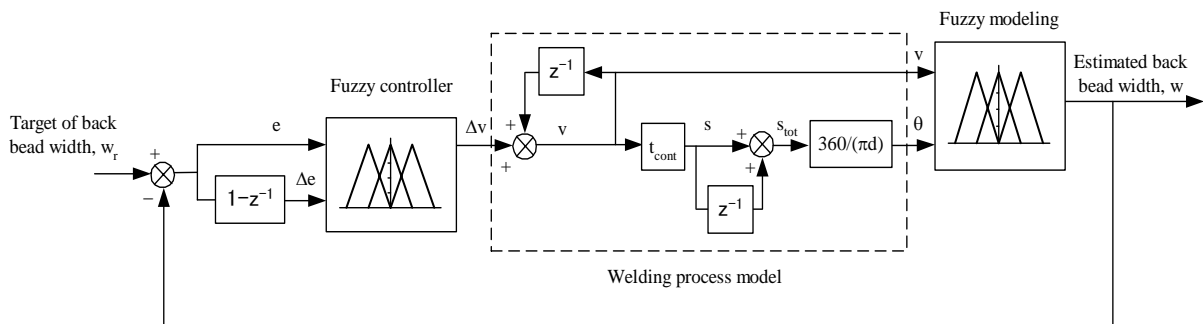 Fuzzy modeling
Fuzzy controller
Target of back
bead width, wᵣ
+
−
e
Δe
1−z⁻¹
Δv
+
+
z⁻¹
v
t_cont
s
+
+
z⁻¹
s_tot
360/(πd)
v
θ
Estimated back
bead width, w
Welding process model